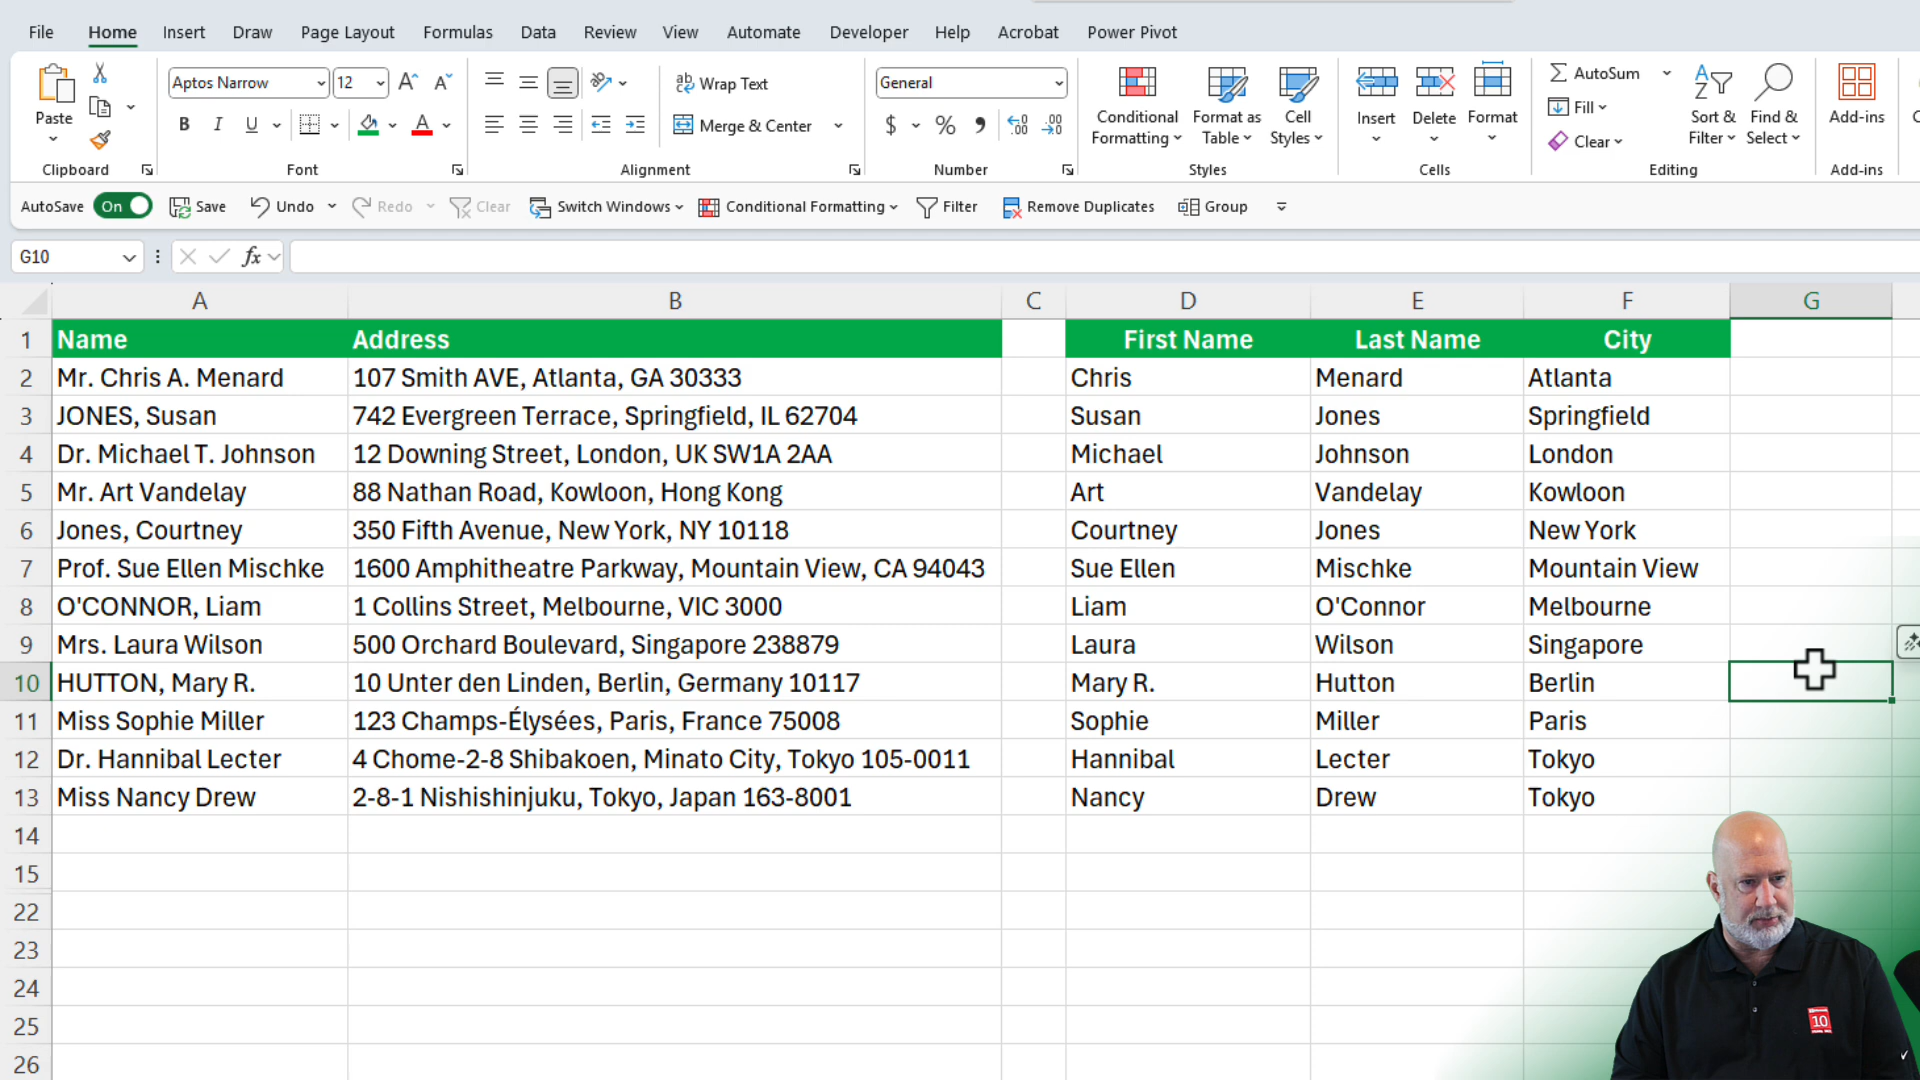 File Home Insert Draw Page Layout Formulas Data Review View Automate Developer Help Acrobat Power Pivot
Paste
Clipboard
Aptos Narrow 12 A^ Aˇ
B I U A
Font
ab Wrap Text
Merge & Center
Alignment
General
$ % 9 .00 .00
Number
Conditional Formatting
Format as Table
Cell Styles
Styles
Insert Delete Format
Cells
AutoSum
Fill
Clear
Sort & Filter
Find & Select
Editing
Add-ins
Add-ins
AutoSave On Save Undo Redo Clear Switch Windows Conditional Formatting Filter Remove Duplicates Group
G10 fx
A B C D E F G
1 Name Address First Name Last Name City
2 Mr. Chris A. Menard 107 Smith AVE, Atlanta, GA 30333 Chris Menard Atlanta
3 JONES, Susan 742 Evergreen Terrace, Springfield, IL 62704 Susan Jones Springfield
4 Dr. Michael T. Johnson 12 Downing Street, London, UK SW1A 2AA Michael Johnson London
5 Mr. Art Vandelay 88 Nathan Road, Kowloon, Hong Kong Art Vandelay Kowloon
6 Jones, Courtney 350 Fifth Avenue, New York, NY 10118 Courtney Jones New York
7 Prof. Sue Ellen Mischke 1600 Amphitheatre Parkway, Mountain View, CA 94043 Sue Ellen Mischke Mountain View
8 O'CONNOR, Liam 1 Collins Street, Melbourne, VIC 3000 Liam O'Connor Melbourne
9 Mrs. Laura Wilson 500 Orchard Boulevard, Singapore 238879 Laura Wilson Singapore
10 HUTTON, Mary R. 10 Unter den Linden, Berlin, Germany 10117 Mary R. Hutton Berlin
11 Miss Sophie Miller 123 Champs-Élysées, Paris, France 75008 Sophie Miller Paris
12 Dr. Hannibal Lecter 4 Chome-2-8 Shibakoen, Minato City, Tokyo 105-0011 Hannibal Lecter Tokyo
13 Miss Nancy Drew 2-8-1 Nishishinjuku, Tokyo, Japan 163-8001 Nancy Drew Tokyo
14
15
22
23
24
25
26
10